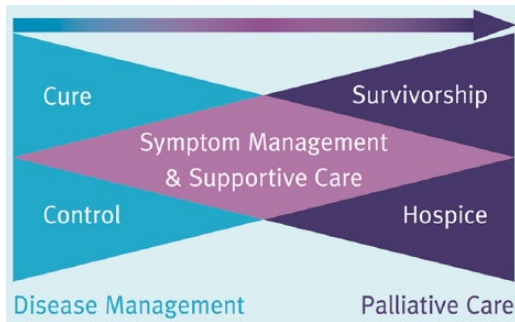 Cure
Survivorship
Symptom Management
& Supportive Care
Control
Hospice
Disease Management
Palliative Care